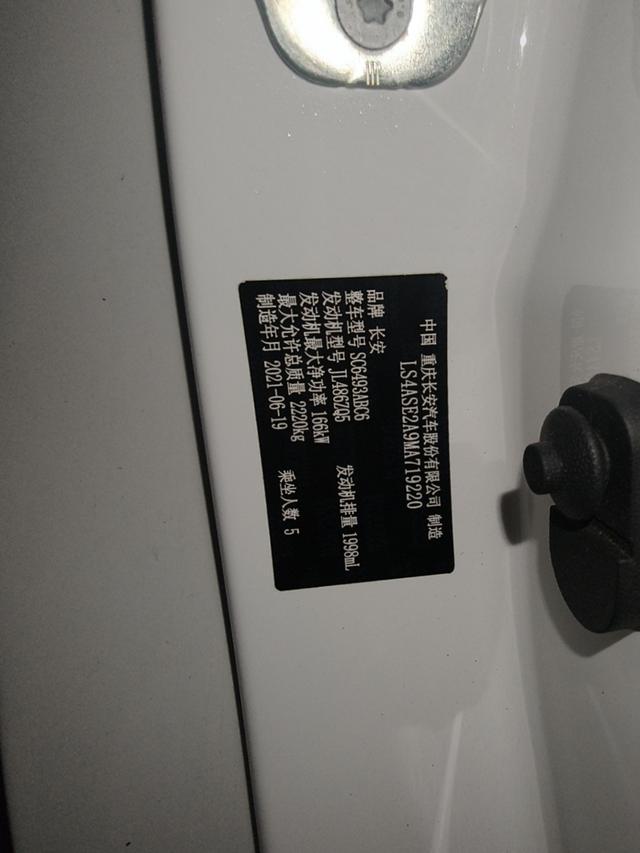 中国 重庆长安汽车股份有限公司 制造
LS4ASE2A9MA719220
品牌 长安
整车型号 SC6493ABC6
发动机型号 JL486ZQ5 发动机排量 1998mL
发动机最大净功率 166kW
最大允许总质量 2220kg 乘坐人数 5
制造年月 2021-06-19